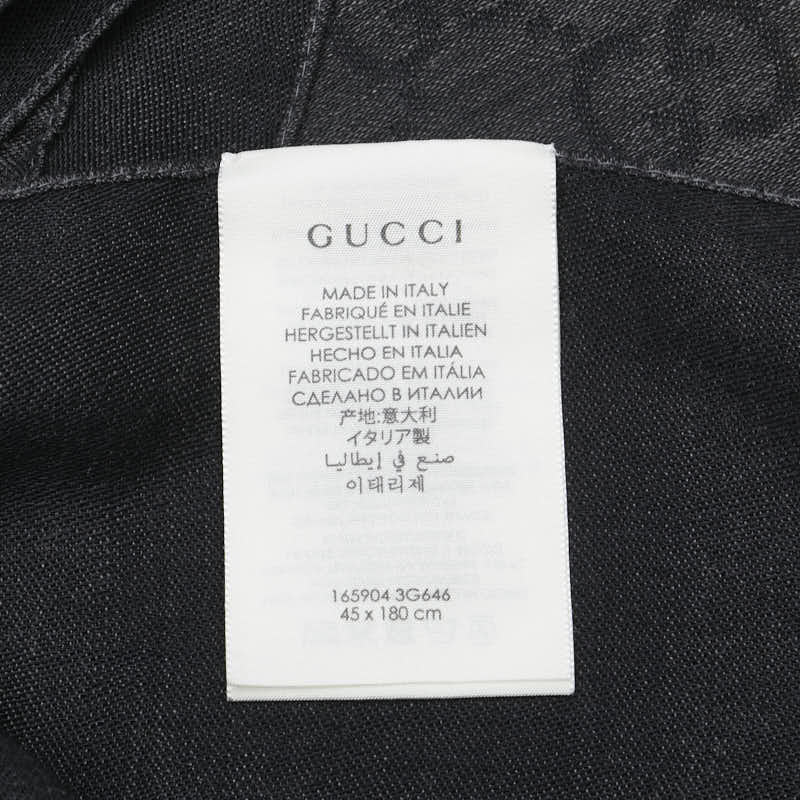 GUCCI
MADE IN ITALY
FABRIQUÉ EN ITALIE
HERGESTELLT IN ITALIEN
HECHO EN ITALIA
FABRICADO EM ITÁLIA
СДЕЛАНО В ИТАЛИИ
产地:意大利
イタリア製
صنع في إيطاليا
이태리제
165904 3G646
45 x 180 cm